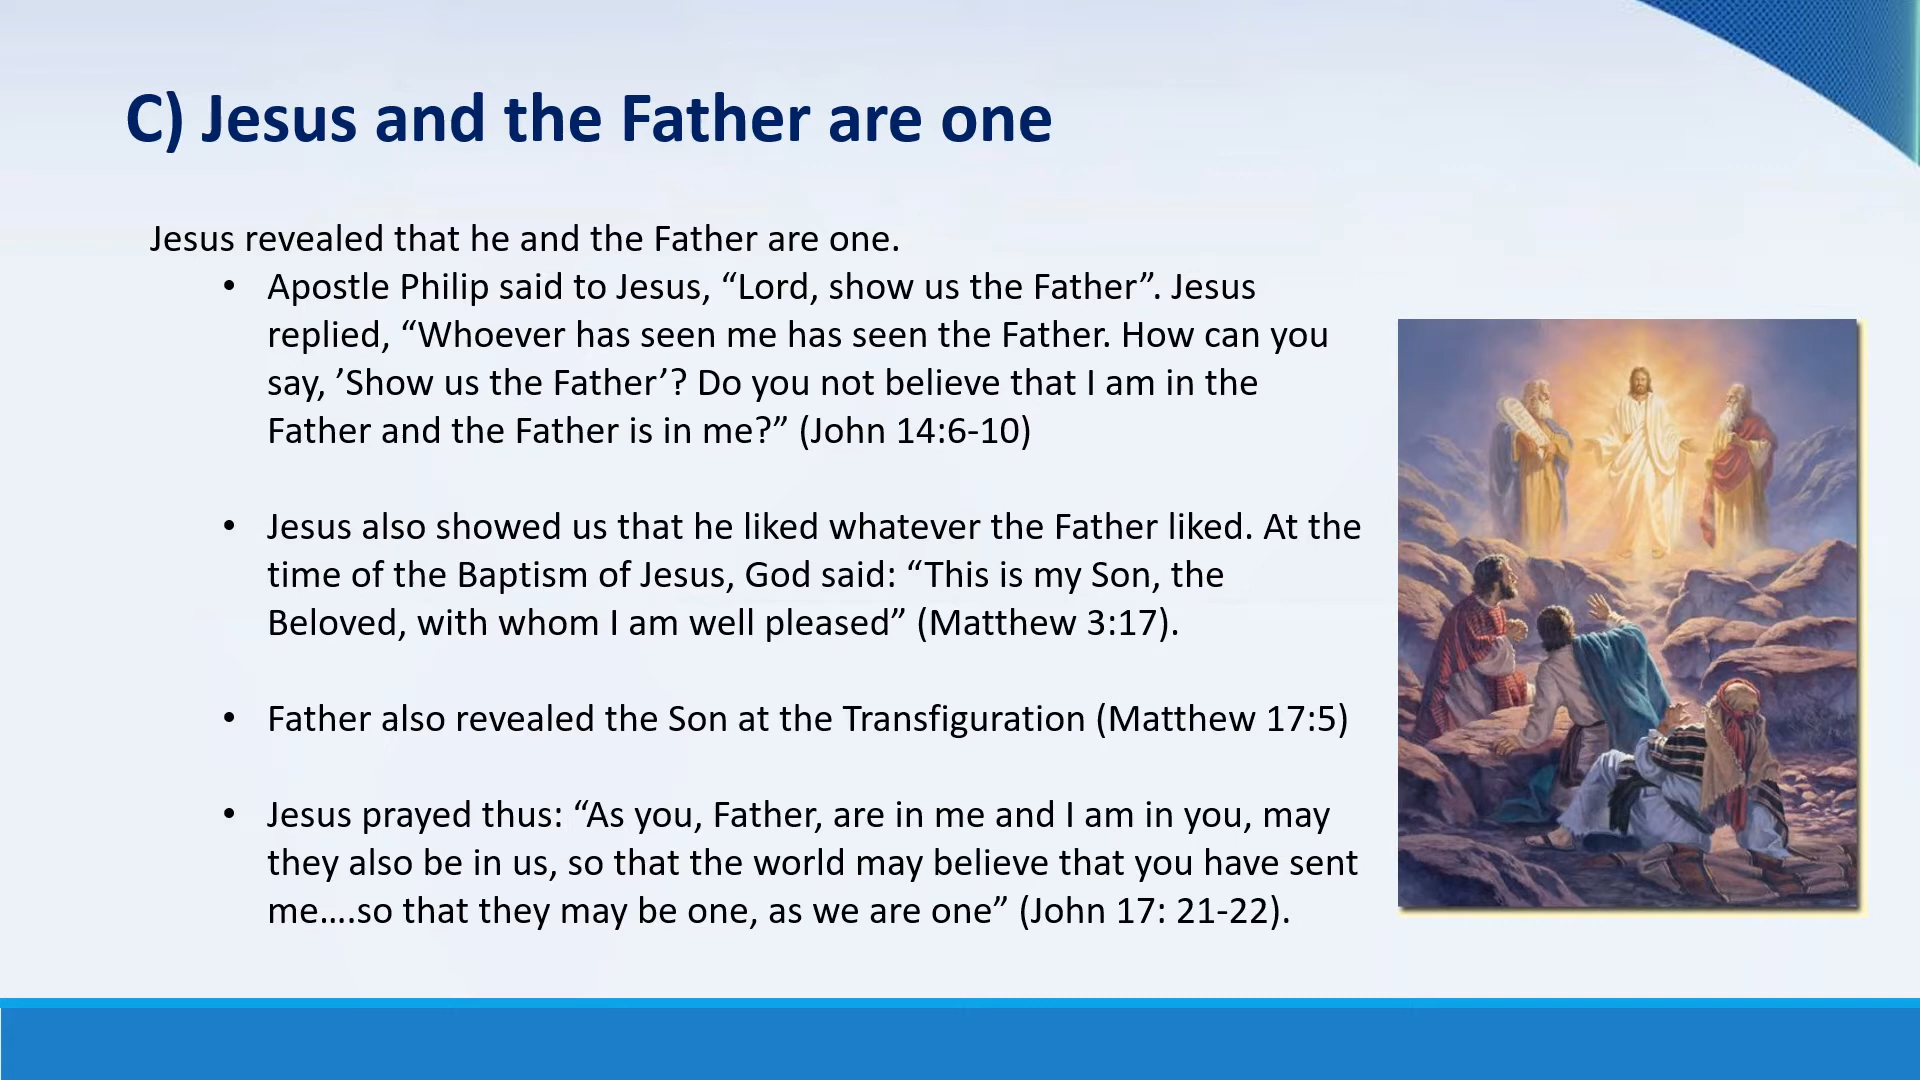 C) Jesus and the Father are one
Jesus revealed that he and the Father are one.
• Apostle Philip said to Jesus, “Lord, show us the Father”. Jesus
replied, “Whoever has seen me has seen the Father. How can you
say, ’Show us the Father’? Do you not believe that I am in the
Father and the Father is in me?” (John 14:6-10)
• Jesus also showed us that he liked whatever the Father liked. At the
time of the Baptism of Jesus, God said: “This is my Son, the
Beloved, with whom I am well pleased” (Matthew 3:17).
• Father also revealed the Son at the Transfiguration (Matthew 17:5)
• Jesus prayed thus: “As you, Father, are in me and I am in you, may
they also be in us, so that the world may believe that you have sent
me….so that they may be one, as we are one” (John 17: 21-22).